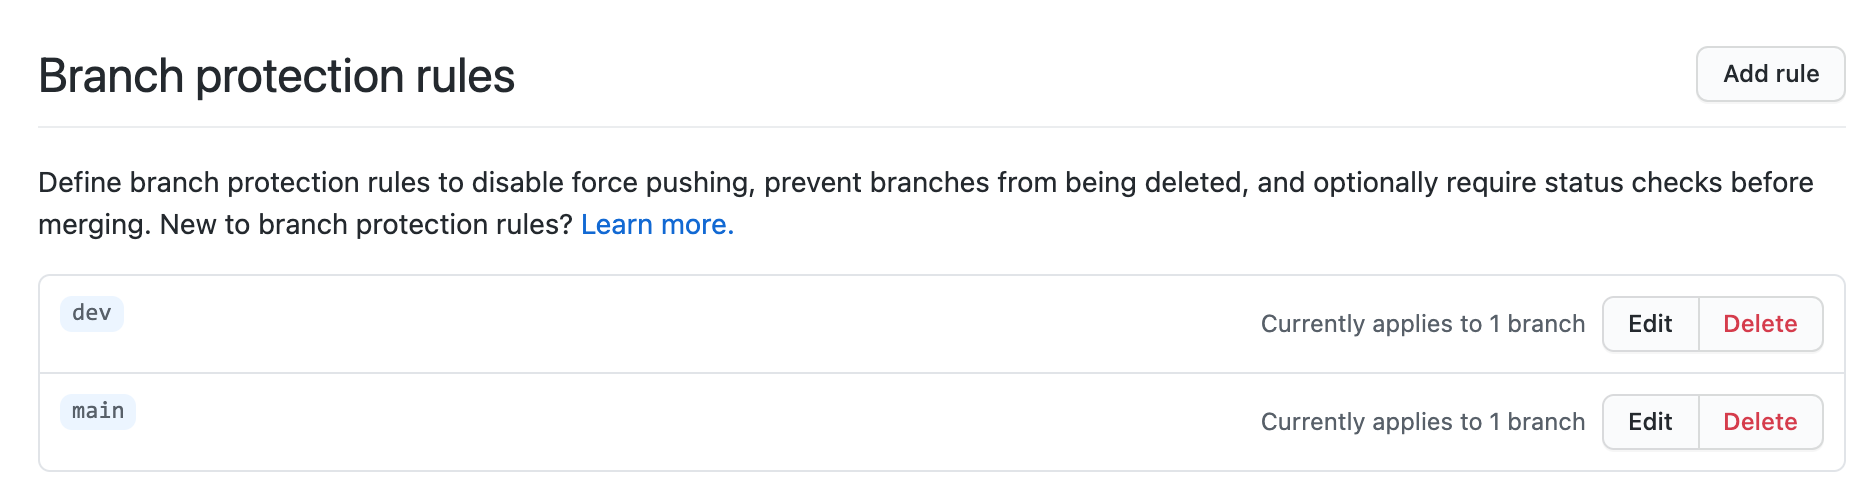 Branch protection rules
Add rule
Define branch protection rules to disable force pushing, prevent branches from being deleted, and optionally require status checks before
merging. New to branch protection rules? Learn more.
dev
Currently applies to 1 branch
Edit
Delete
main
Currently applies to 1 branch
Edit
Delete